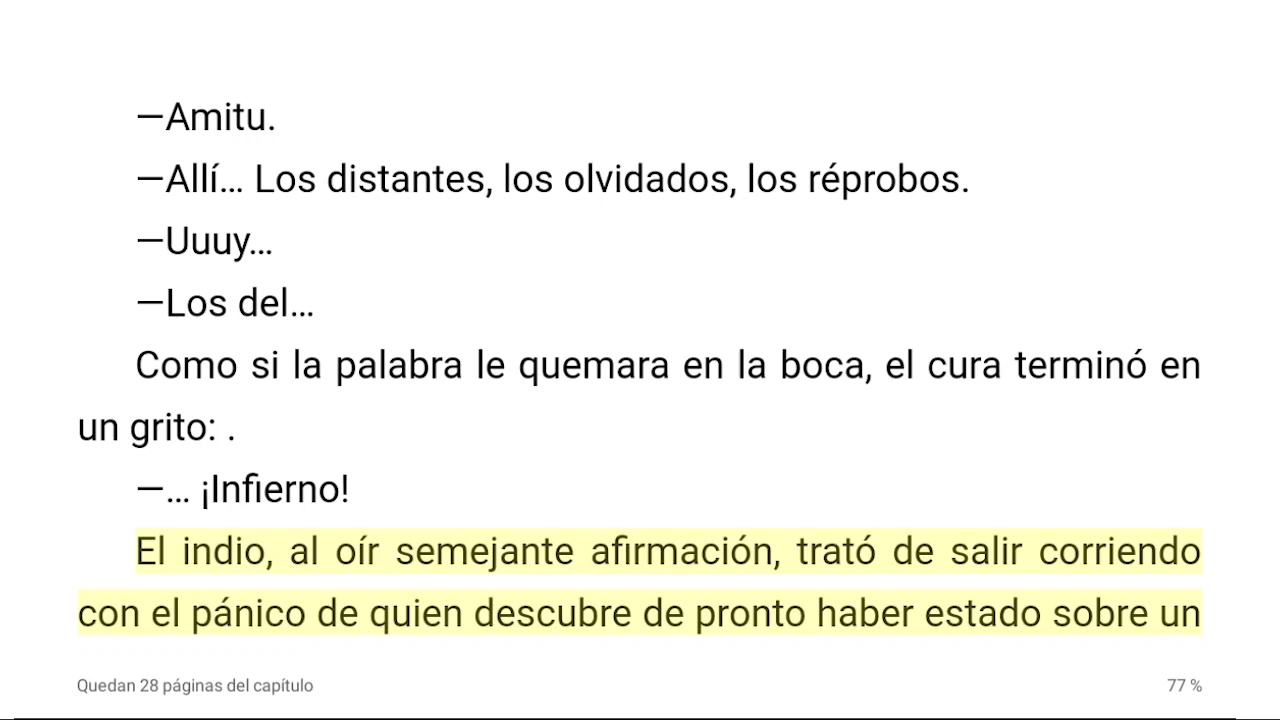 —Amitu.
—Allí… Los distantes, los olvidados, los réprobos.
—Uuuy…
—Los del…
Como si la palabra le quemara en la boca, el cura terminó en
un grito: .
—… ¡Infierno!
El indio, al oír semejante afirmación, trató de salir corriendo
con el pánico de quien descubre de pronto haber estado sobre un
Quedan 28 páginas del capítulo
77 %